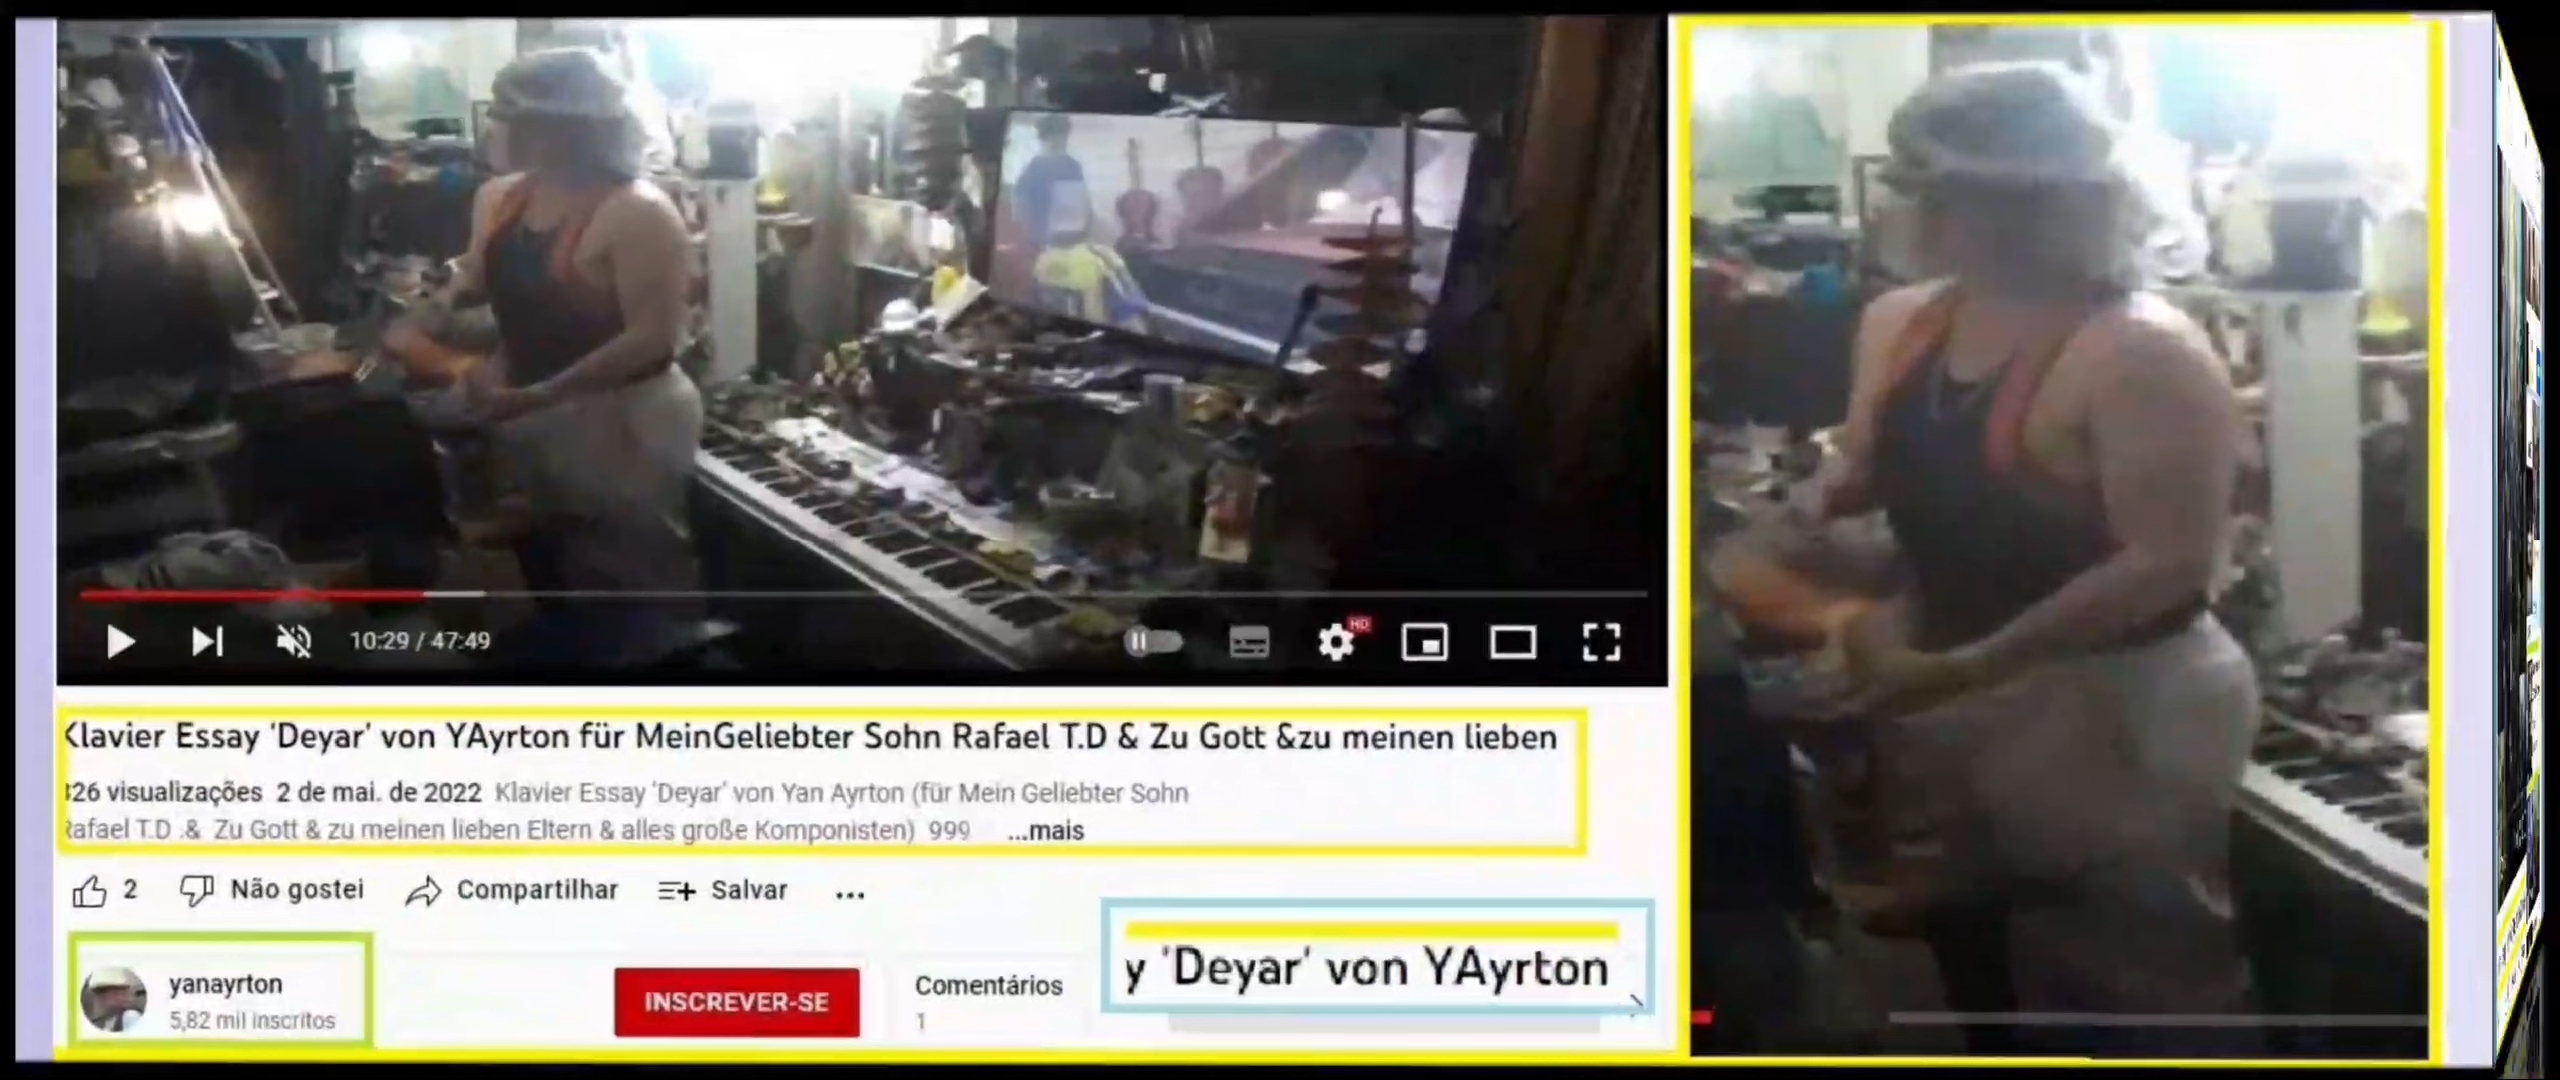 HD
10:29 / 47:49
Klavier Essay 'Deyar' von YAyrton für MeinGeliebter Sohn Rafael T.D & Zu Gott &zu meinen lieben
326 visualizações 2 de mai. de 2022 Klavier Essay 'Deyar' von Yan Ayrton (für Mein Geliebter Sohn
Rafael T.D .& Zu Gott & zu meinen lieben Eltern & alles große Komponisten) 999 ...mais
2 Não gostei Compartilhar Salvar ...
y 'Deyar' von YAyrton
yanayrton
5,82 mil inscritos
INSCREVER-SE
Comentários
1